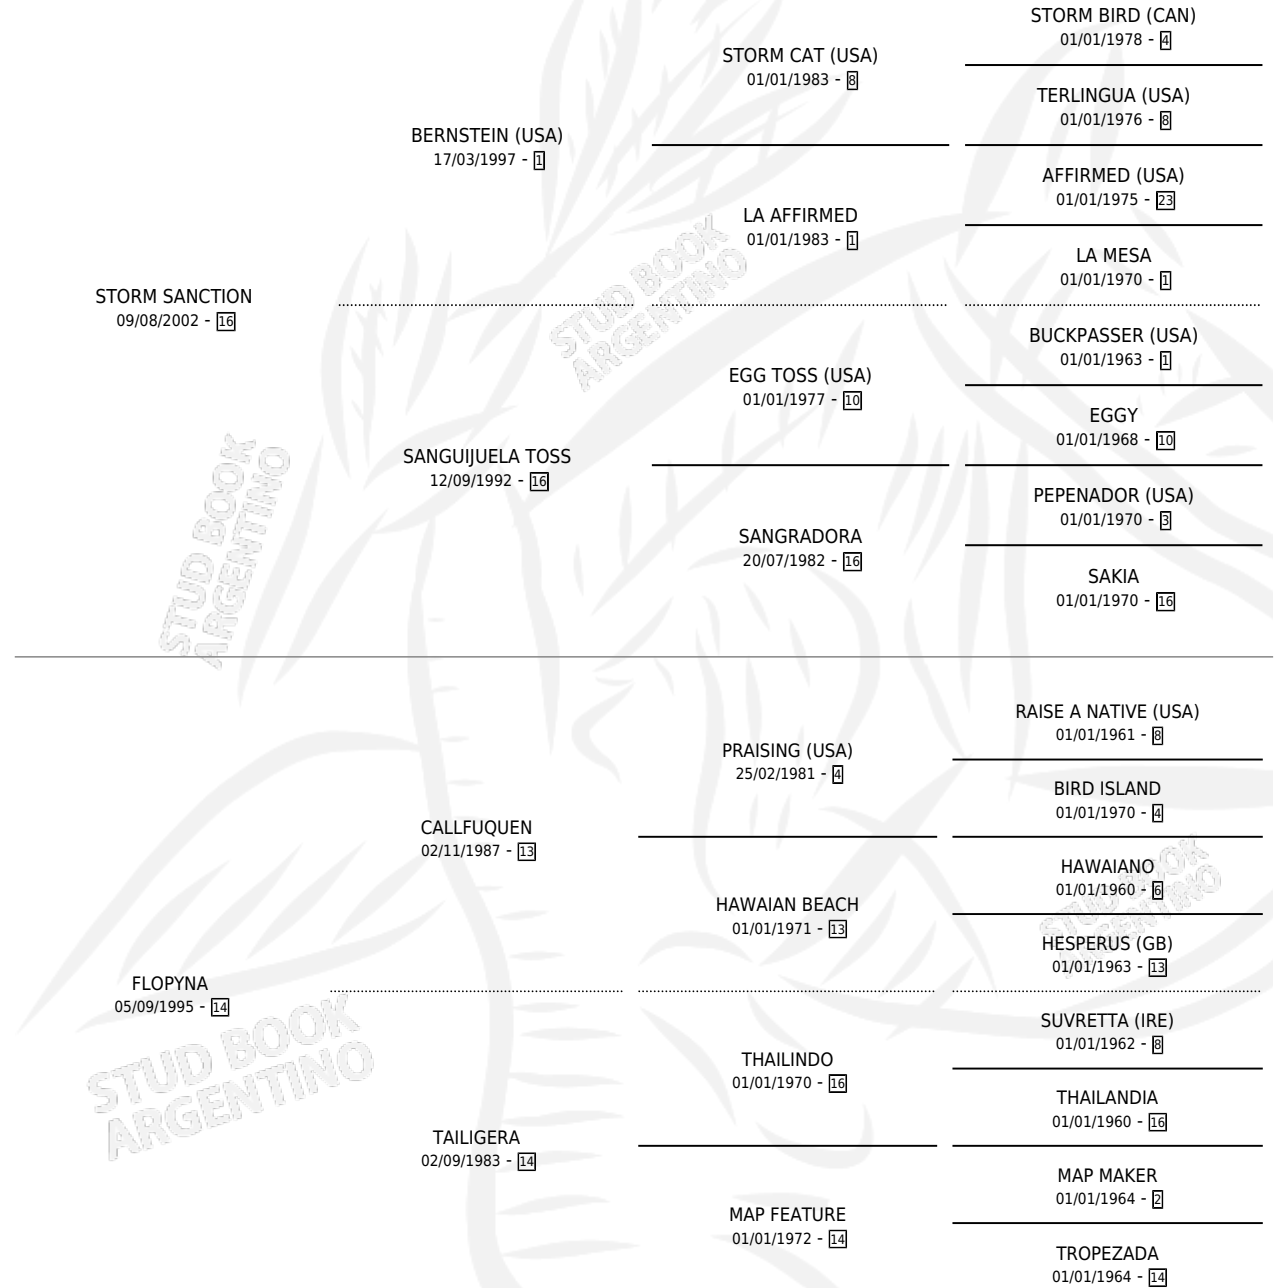 STORM BIRD (CAN)
01/01/1978 - 4
STORM CAT (USA)
01/01/1983 - 8
TERLINGUA (USA)
01/01/1976 - 8
BERNSTEIN (USA)
17/03/1997 - 1
AFFIRMED (USA)
01/01/1975 - 23
LA AFFIRMED
01/01/1983 - 1
LA MESA
01/01/1970 - 1
STORM SANCTION
09/08/2002 - 16
STUD BOOK
ARGENTINO
BUCKPASSER (USA)
01/01/1963 - 1
EGG TOSS (USA)
01/01/1977 - 10
EGGY
01/01/1968 - 10
SANGUIJUELA TOSS
12/09/1992 - 16
PEPENADOR (USA)
01/01/1970 - 3
SANGRADORA
20/07/1982 - 16
SAKIA
01/01/1970 - 16
STUD BOOK
ARGENTINO
RAISE A NATIVE (USA)
01/01/1961 - 8
PRAISING (USA)
25/02/1981 - 4
BIRD ISLAND
01/01/1970 - 4
CALLFUQUEN
02/11/1987 - 13
HAWAIANO
01/01/1960 - 6
HAWAIAN BEACH
01/01/1971 - 13
STUD BOOK
ARGENTINO
HESPERUS (GB)
01/01/1963 - 13
FLOPYNA
05/09/1995 - 14
SUVRETTA (IRE)
01/01/1962 - 8
THAILINDO
01/01/1970 - 16
THAILANDIA
01/01/1960 - 16
STUD BOOK
ARGENTINO
TAILIGERA
02/09/1983 - 14
MAP MAKER
01/01/1964 - 2
MAP FEATURE
01/01/1972 - 14
TROPEZADA
01/01/1964 - 14